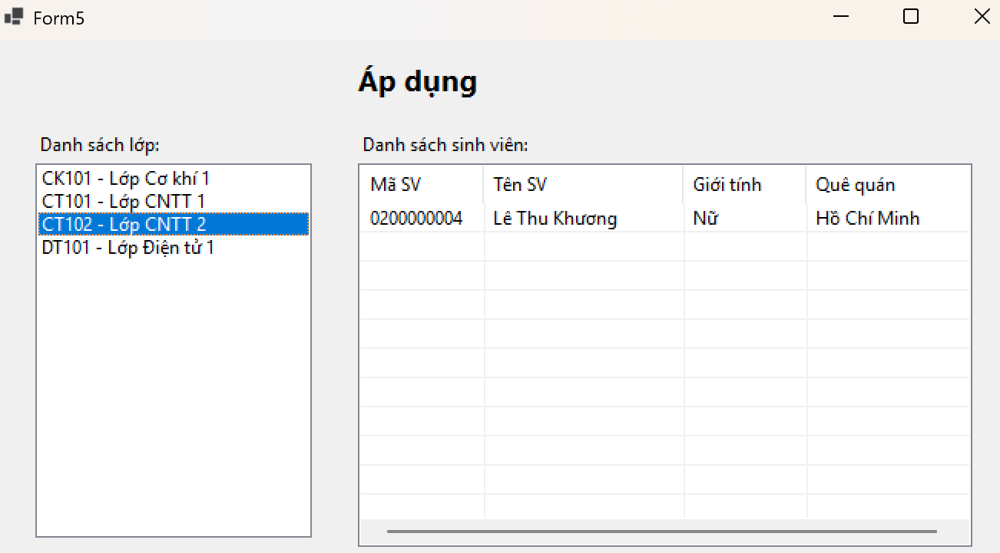 Form5
Áp dụng
Danh sách lớp:
CK101 - Lớp Cơ khí 1
CT101 - Lớp CNTT 1
CT102 - Lớp CNTT 2
DT101 - Lớp Điện tử 1
Danh sách sinh viên:
Mã SV Tên SV Giới tính Quê quán
0200000004 Lê Thu Khương Nữ Hồ Chí Minh